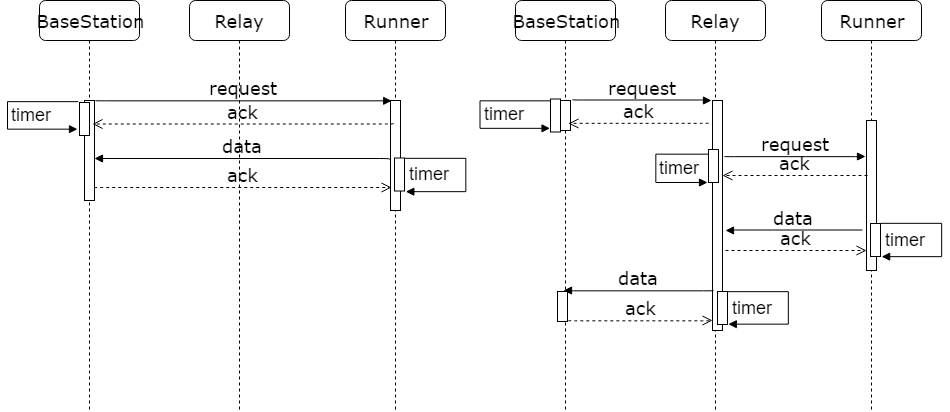 BaseStation
Relay
Runner
request
timer
ack
data
ack
timer
BaseStation
Relay
Runner
request
timer
ack
request
timer
ack
data
ack
timer
data
ack
timer